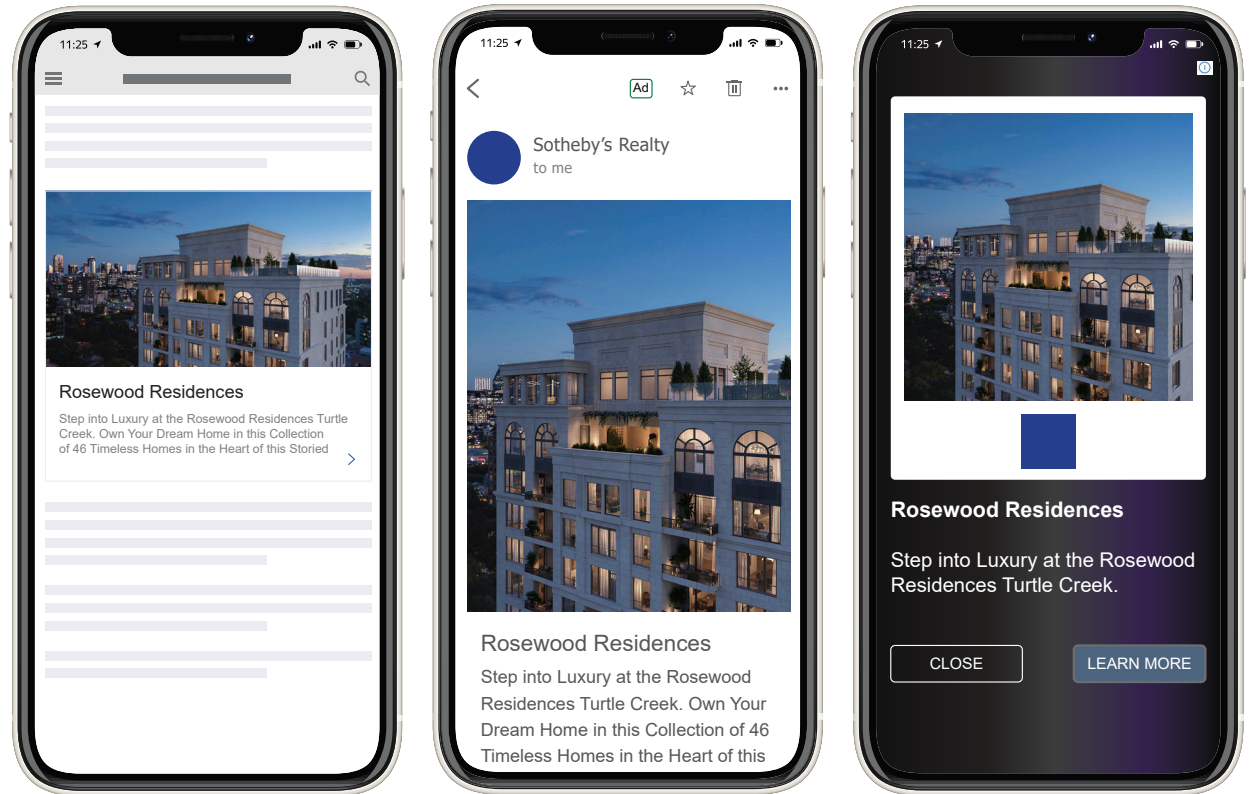 11:25
Rosewood Residences
Step into Luxury at the Rosewood Residences Turtle
Creek. Own Your Dream Home in this Collection
of 46 Timeless Homes in the Heart of this Storied
11:25
Ad
Sotheby's Realty
to me
Rosewood Residences
Step into Luxury at the Rosewood
Residences Turtle Creek. Own Your
Dream Home in this Collection of 46
Timeless Homes in the Heart of this
11:25
Rosewood Residences
Step into Luxury at the Rosewood
Residences Turtle Creek.
CLOSE
LEARN MORE